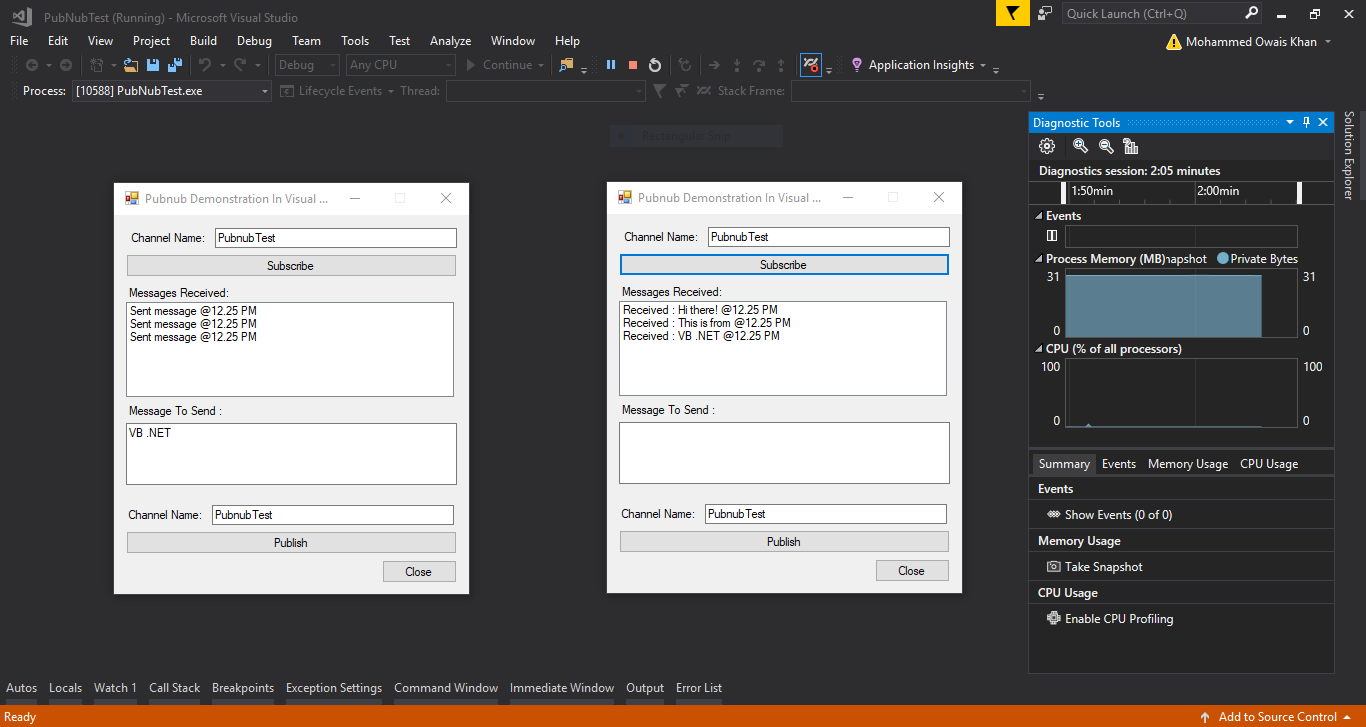 PubNubTest (Running) - Microsoft Visual Studio
Quick Launch (Ctrl+Q)
File Edit View Project Build Debug Team Tools Test Analyze Window Help
Mohammed Owais Khan
Debug Any CPU Continue Application Insights
Process: [10588] PubNubTest.exe Lifecycle Events Thread: Stack Frame:
Rectangular Snip
Pubnub Demonstration In Visual ...
Channel Name: PubnubTest
Subscribe
Messages Received:
Sent message @12.25 PM
Sent message @12.25 PM
Sent message @12.25 PM
Message To Send :
VB .NET
Channel Name: PubnubTest
Publish
Close
Pubnub Demonstration In Visual ...
Channel Name: PubnubTest
Subscribe
Messages Received:
Received : Hi there! @12.25 PM
Received : This is from @12.25 PM
Received : VB .NET @12.25 PM
Message To Send :
Channel Name: PubnubTest
Publish
Close
Diagnostic Tools
Diagnostics session: 2:05 minutes
1:50min 2:00min
Events
Process Memory (MB)napshot Private Bytes
31 31
0 0
CPU (% of all processors)
100 100
0 0
Summary Events Memory Usage CPU Usage
Events
Show Events (0 of 0)
Memory Usage
Take Snapshot
CPU Usage
Enable CPU Profiling
Solution Explorer
Autos Locals Watch 1 Call Stack Breakpoints Exception Settings Command Window Immediate Window Output Error List
Ready
Add to Source Control